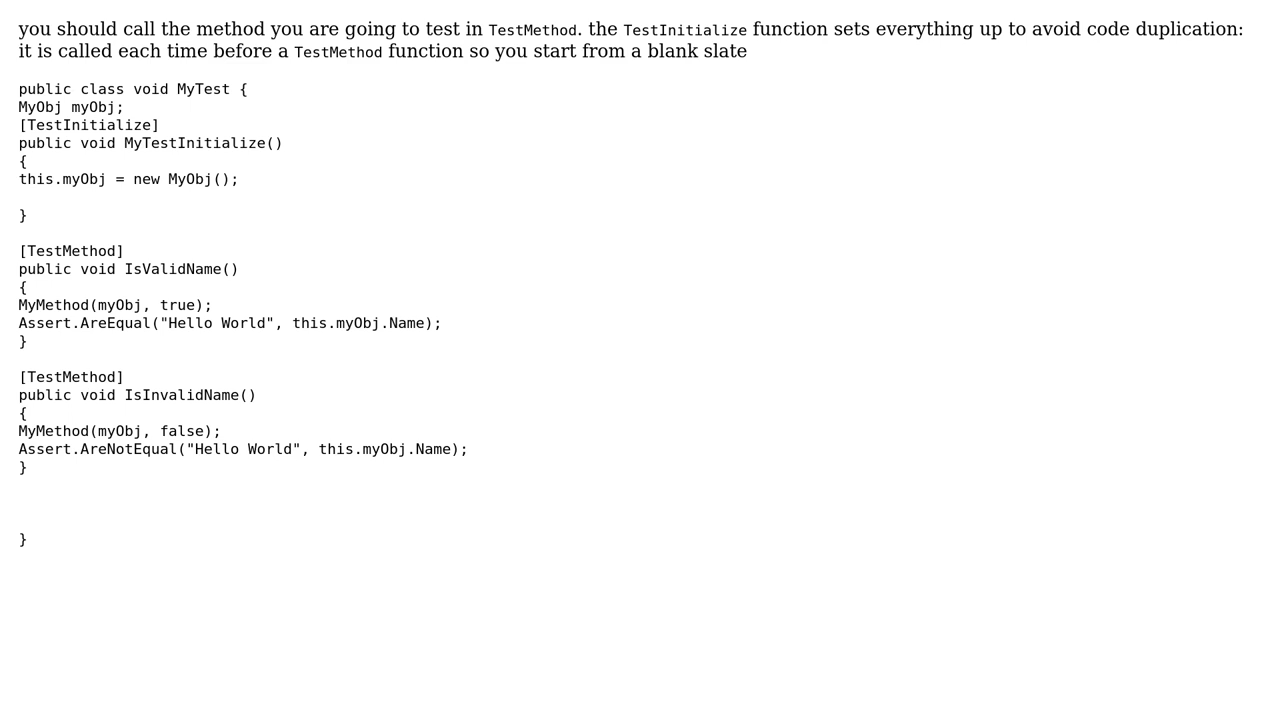 you should call the method you are going to test in TestMethod. the TestInitialize function sets everything up to avoid code duplication:
it is called each time before a TestMethod function so you start from a blank slate
public class void MyTest {
MyObj myObj;
[TestInitialize]
public void MyTestInitialize()
{
this.myObj = new MyObj();
}
[TestMethod]
public void IsValidName()
{
MyMethod(myObj, true);
Assert.AreEqual("Hello World", this.myObj.Name);
}
[TestMethod]
public void IsInvalidName()
{
MyMethod(myObj, false);
Assert.AreNotEqual("Hello World", this.myObj.Name);
}
}